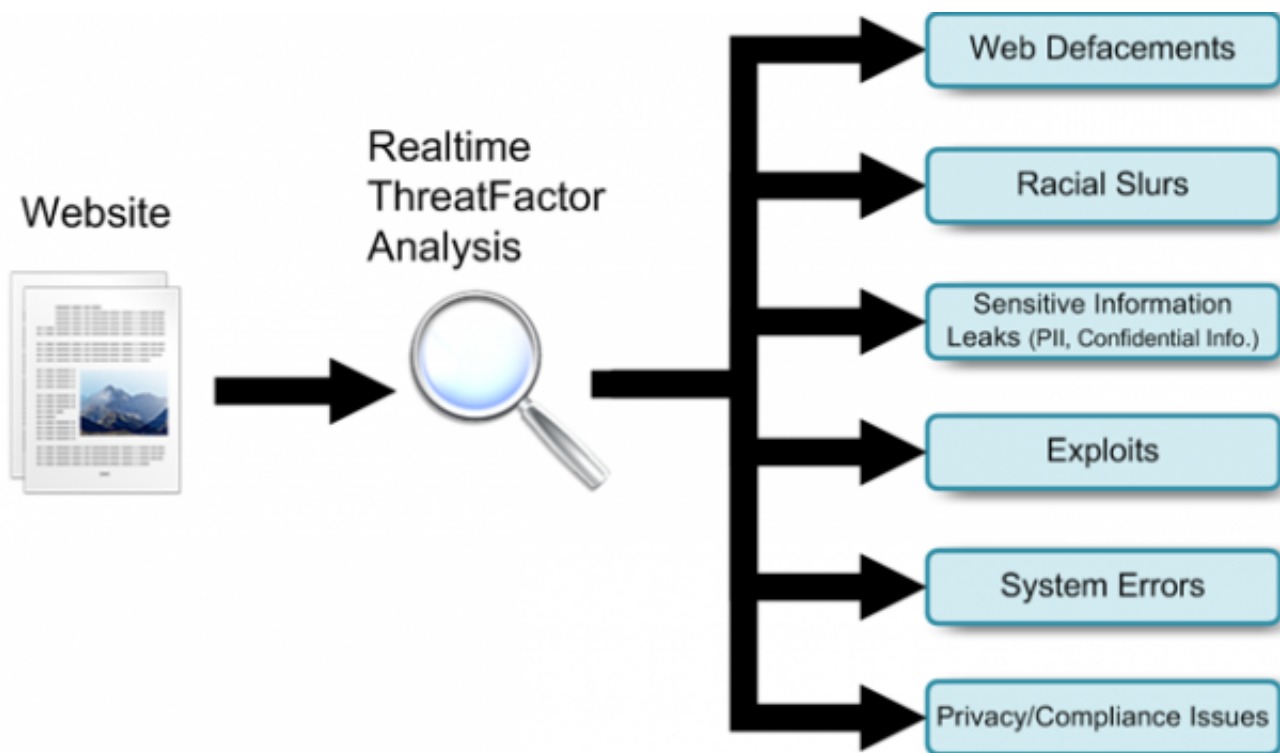 Website
Realtime
ThreatFactor
Analysis
Web Defacements
Racial Slurs
Sensitive Information
Leaks (PII, Confidential Info.)
Exploits
System Errors
Privacy/Compliance Issues